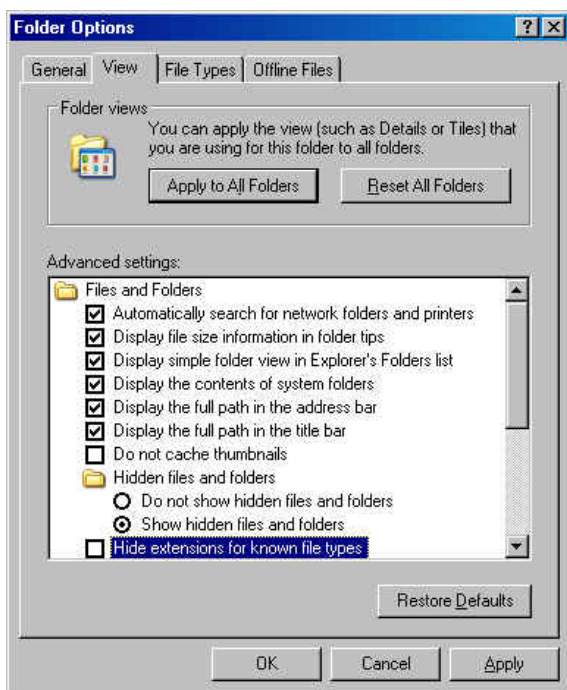 Folder Options
General View File Types Offline Files
Folder views
You can apply the view (such as Details or Tiles) that
you are using for this folder to all folders.
Apply to All Folders Reset All Folders
Advanced settings:
Files and Folders
Automatically search for network folders and printers
Display file size information in folder tips
Display simple folder view in Explorer's Folders list
Display the contents of system folders
Display the full path in the address bar
Display the full path in the title bar
Do not cache thumbnails
Hidden files and folders
Do not show hidden files and folders
Show hidden files and folders
Hide extensions for known file types
Restore Defaults
OK Cancel Apply